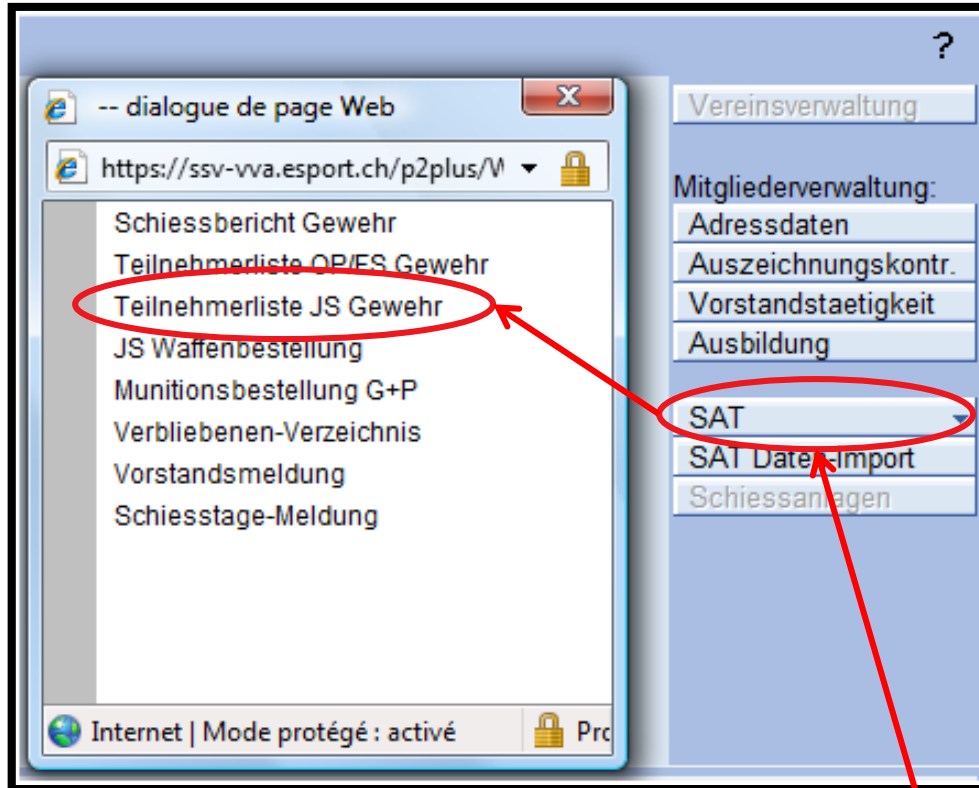 ?
-- dialogue de page Web
x
https://ssv-vva.esport.ch/p2plus/W
Schiessbericht Gewehr
Teilnehmerliste OP/FS Gewehr
Teilnehmerliste JS Gewehr
JS Waffenbestellung
Munitionsbestellung G+P
Verbliebenen-Verzeichnis
Vorstandsmeldung
Schiesstage-Meldung
Internet | Mode protégé : activé
Pro
Vereinsverwaltung
Mitgliederverwaltung:
Adressdaten
Auszeichnungskontr.
Vorstandstaetigkeit
Ausbildung
SAT
SAT Daten-Import
Schiessanlagen